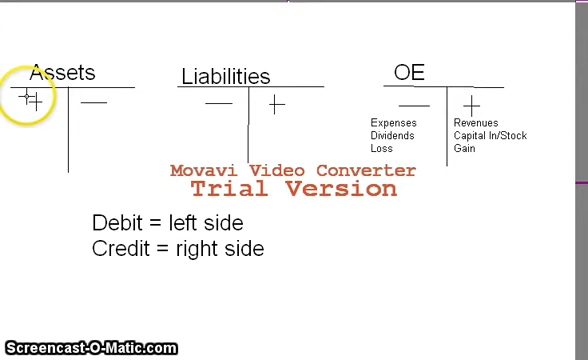 Assets
Liabilities
OE
+
—
—
+
—
+
Expenses
Dividends
Loss
Revenues
Capital In/Stock
Gain
Movavi Video Converter
Trial Version
Debit = left side
Credit = right side
Screencast-O-Matic.com